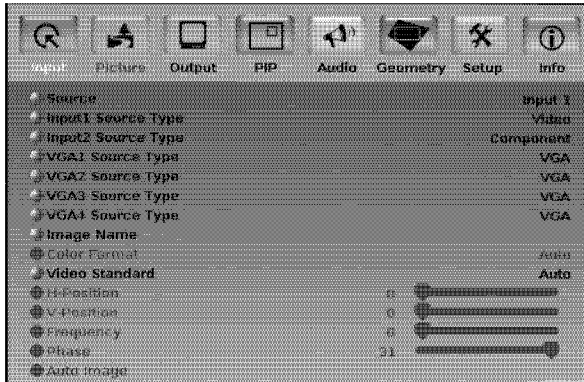 Input Picture Output PIP Audio Geometry Setup Info
Source Input 1
Input1 Source Type Video
Input2 Source Type Component
VGA1 Source Type VGA
VGA2 Source Type VGA
VGA3 Source Type VGA
VGA4 Source Type VGA
Image Name
Color Format Auto
Video Standard Auto
H-Position 0
V-Position 0
Frequency 0
Phase 31
Auto Image